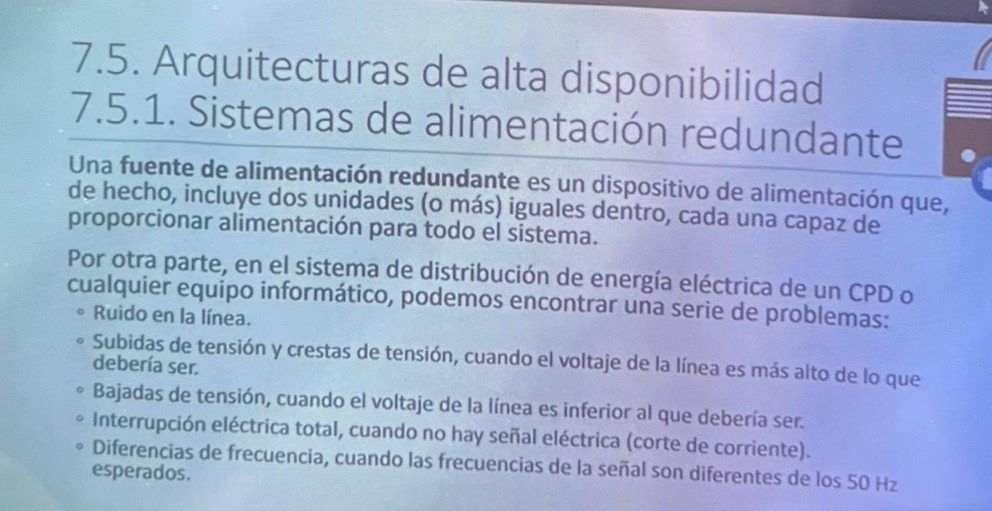 7.5. Arquitecturas de alta disponibilidad
7.5.1. Sistemas de alimentación redundante
Una fuente de alimentación redundante es un dispositivo de alimentación que,
de hecho, incluye dos unidades (o más) iguales dentro, cada una capaz de
proporcionar alimentación para todo el sistema.
Por otra parte, en el sistema de distribución de energía eléctrica de un CPD o
cualquier equipo informático, podemos encontrar una serie de problemas:
◦ Ruido en la línea.
◦ Subidas de tensión y crestas de tensión, cuando el voltaje de la línea es más alto de lo que
debería ser.
◦ Bajadas de tensión, cuando el voltaje de la línea es inferior al que debería ser.
◦ Interrupción eléctrica total, cuando no hay señal eléctrica (corte de corriente).
◦ Diferencias de frecuencia, cuando las frecuencias de la señal son diferentes de los 50 Hz
esperados.